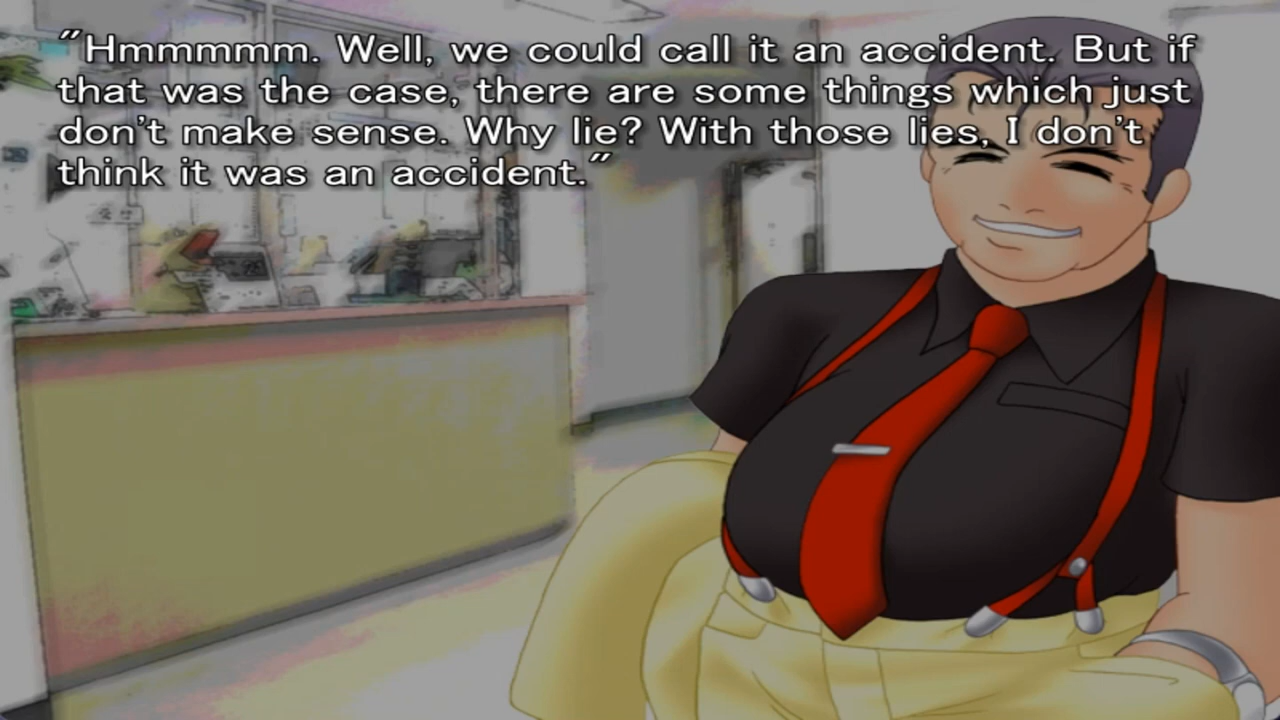 "Hmmmmm. Well, we could call it an accident. But if
that was the case, there are some things which just
don't make sense. Why lie? With those lies, I don't
think it was an accident."